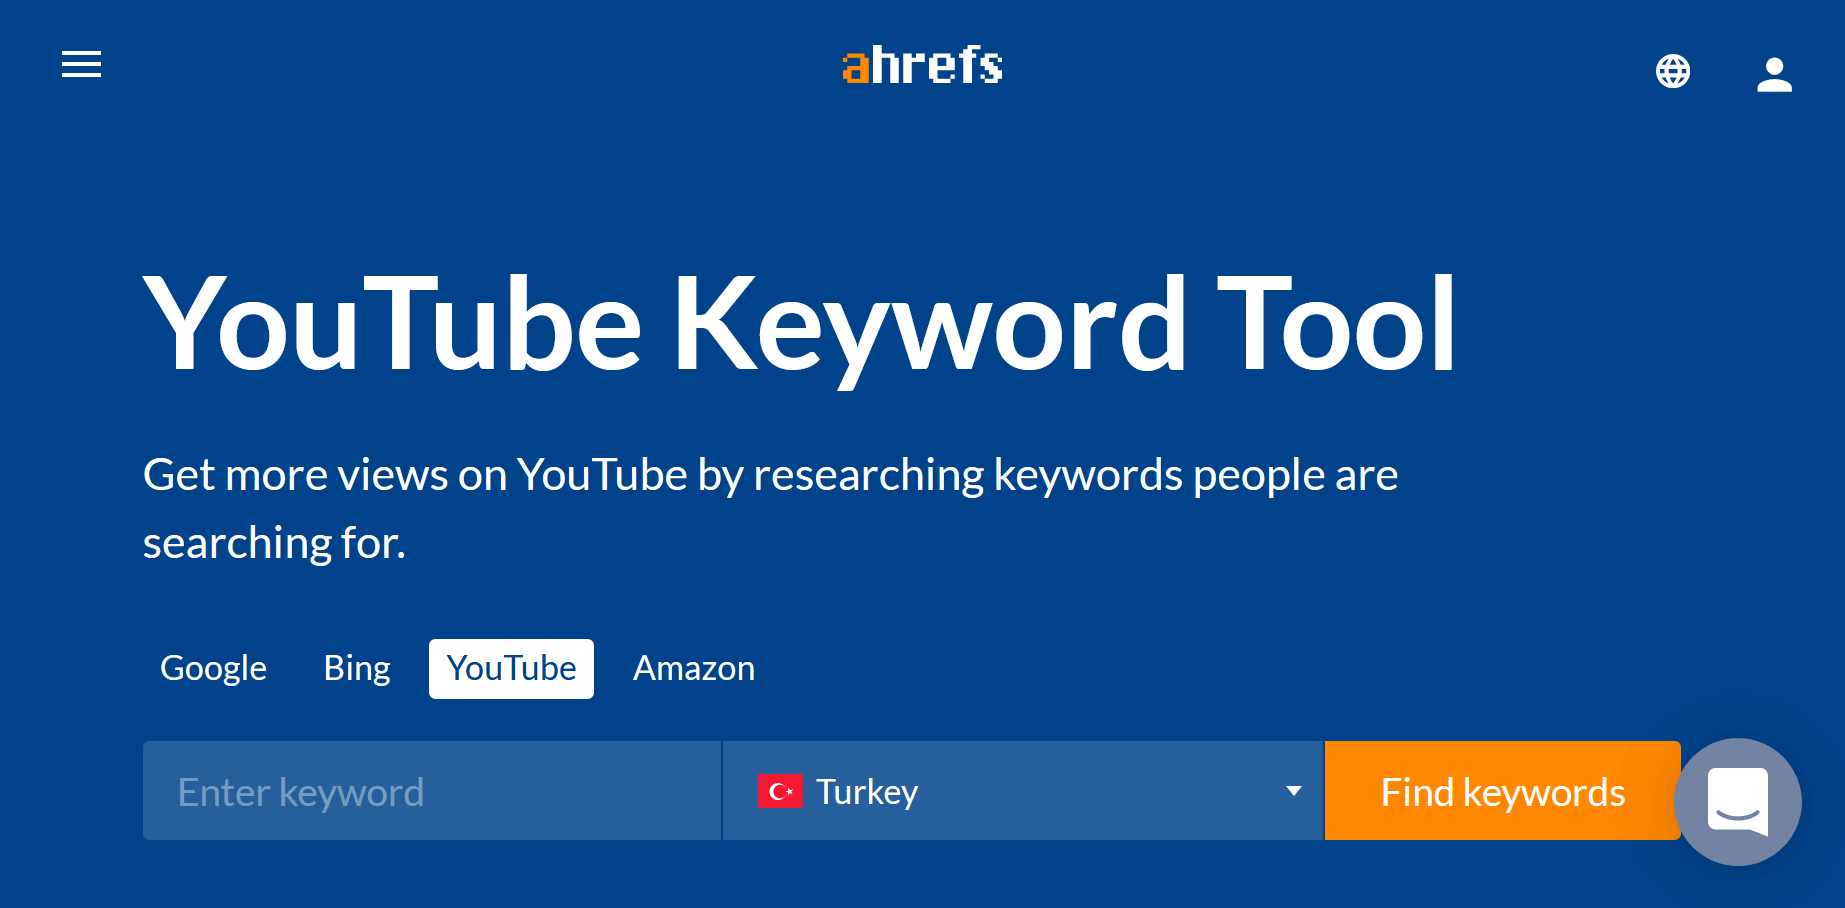 ahrefs
YouTube Keyword Tool
Get more views on YouTube by researching keywords people are
searching for.
Google Bing YouTube Amazon
Enter keyword Turkey Find keywords